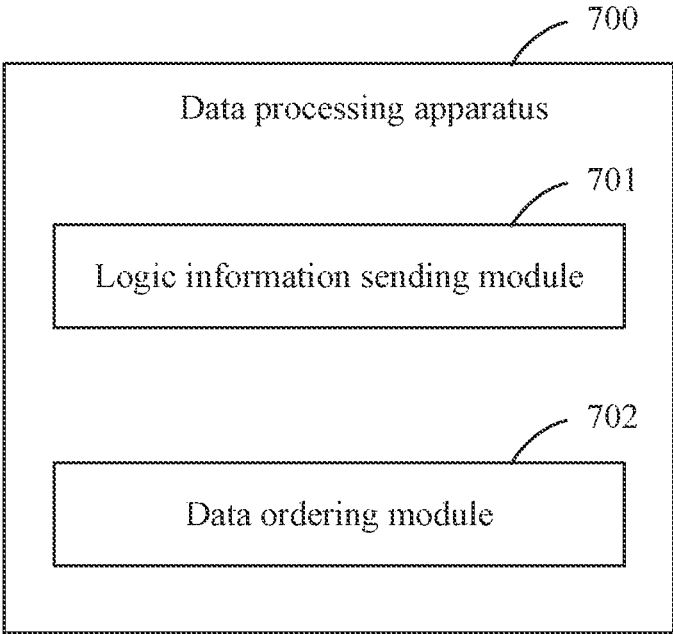 700
Data processing apparatus
701
Logic information sending module
702
Data ordering module